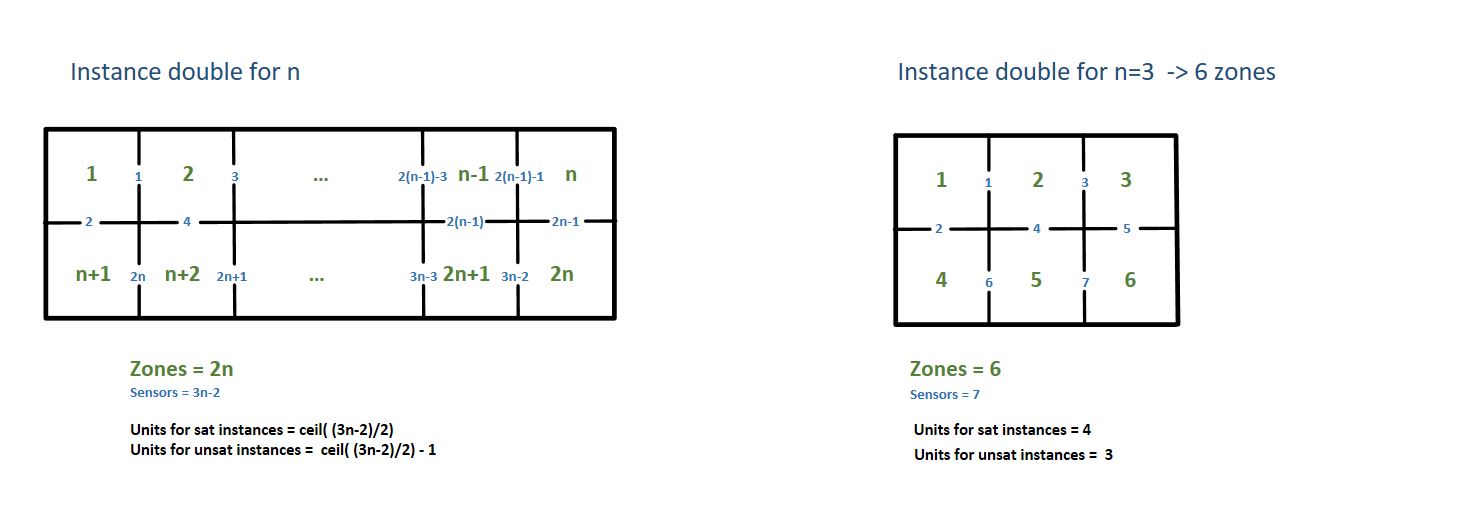 Instance double for n
1 1 2 3 ... 2(n-1)-3 n-1 2(n-1)-1 n
2 4 2(n-1) 2n-1
n+1 2n n+2 2n+1 ... 3n-3 2n+1 3n-2 2n
Zones = 2n
Sensors = 3n-2
Units for sat instances = ceil( (3n-2)/2)
Units for unsat instances = ceil( (3n-2)/2) - 1
Instance double for n=3 -> 6 zones
1 1 2 3 3
2 4 5
4 6 5 7 6
Zones = 6
Sensors = 7
Units for sat instances = 4
Units for unsat instances = 3